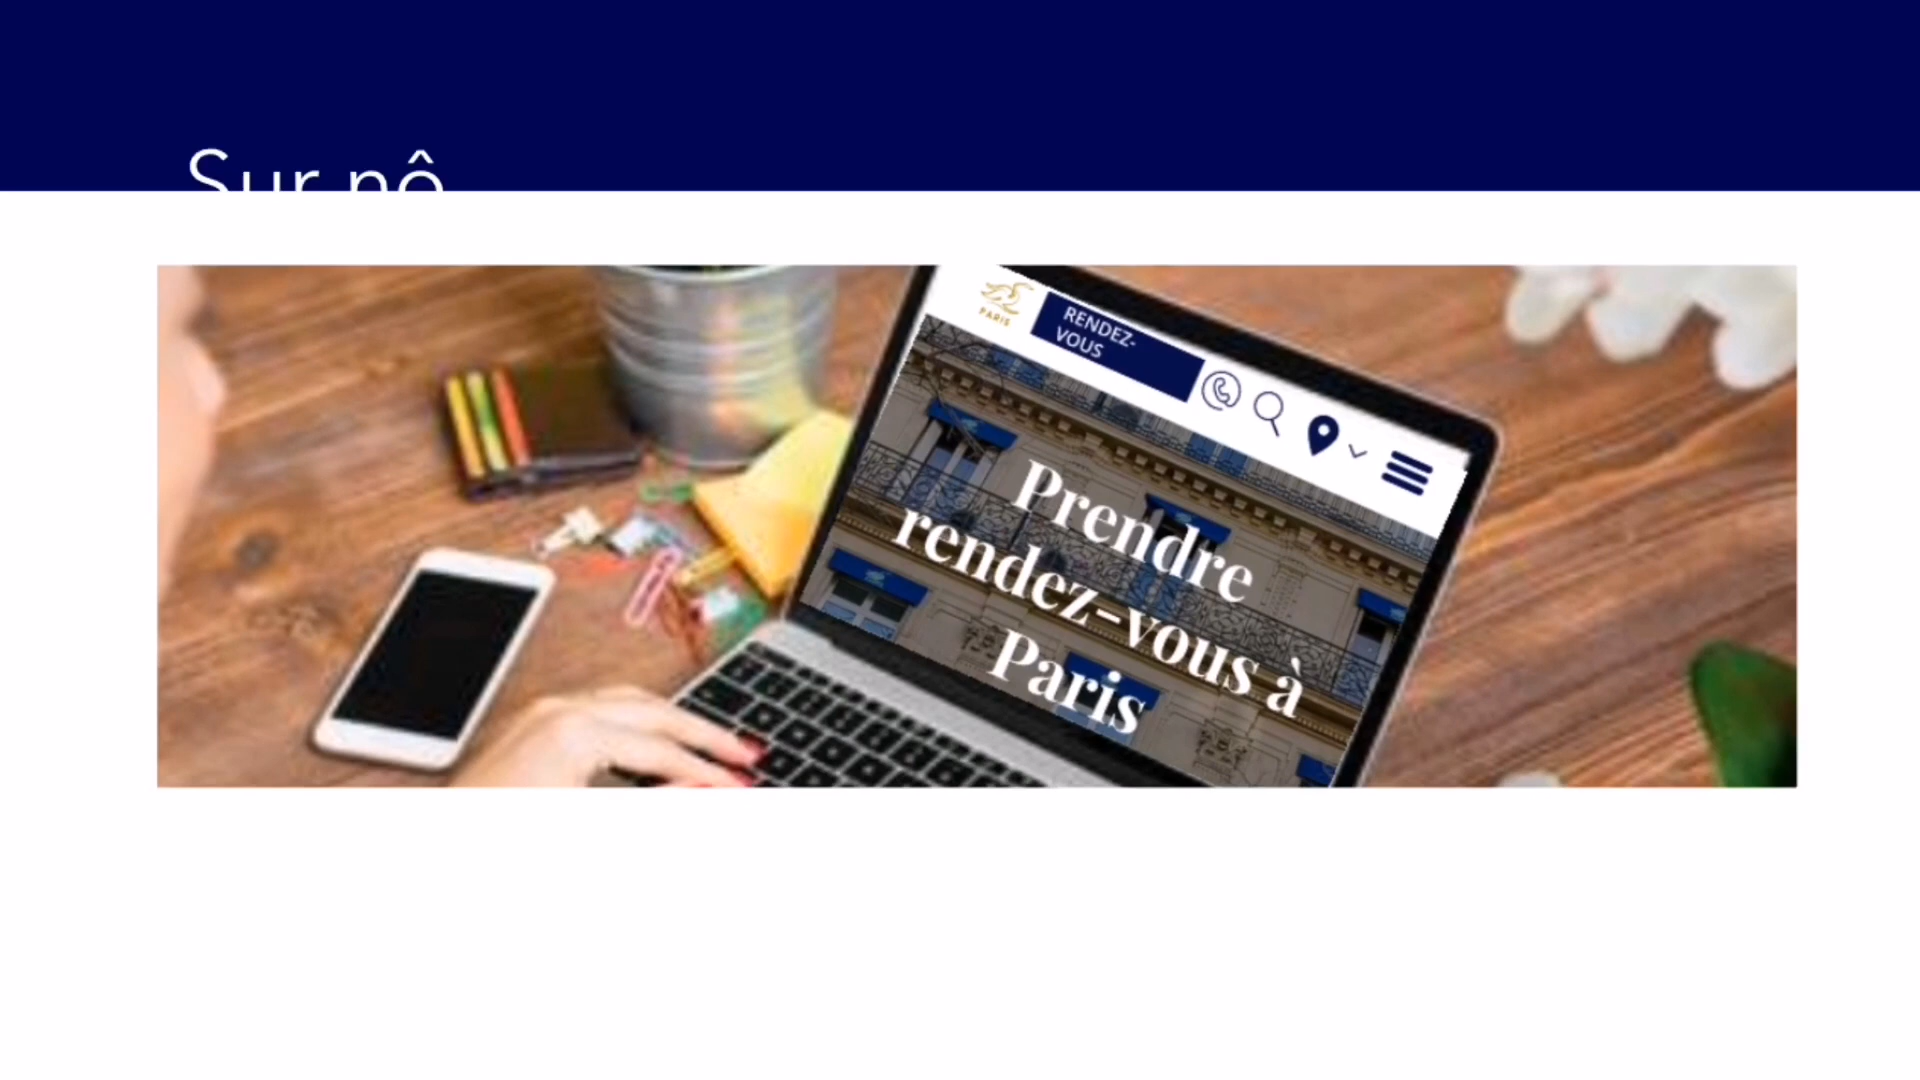 Sur nô
PARIS
RENDEZ-
VOUS
Prendre
rendez-vous à
Paris